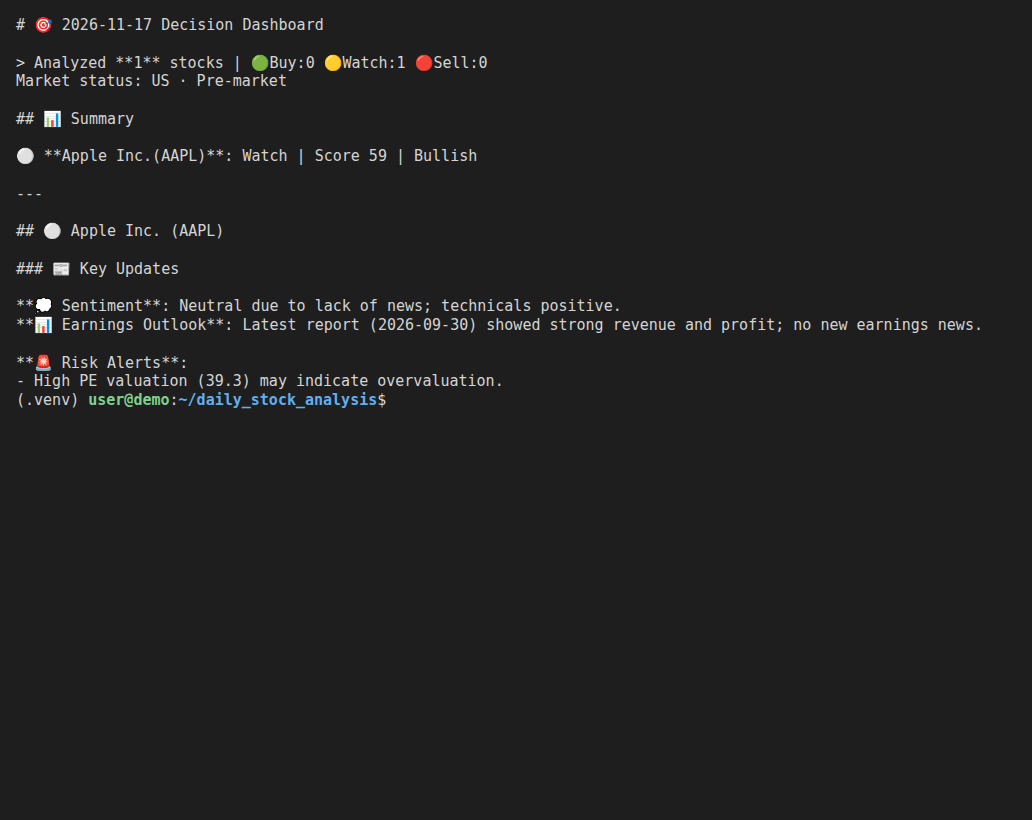 # 🎯 2026-11-17 Decision Dashboard
> Analyzed **1** stocks | 🟢Buy:0 🟡Watch:1 🔴Sell:0
Market status: US · Pre-market
## 📊 Summary
⚪ **Apple Inc.(AAPL)**: Watch | Score 59 | Bullish
---
## ⚪ Apple Inc. (AAPL)
### 📰 Key Updates
**💭 Sentiment**: Neutral due to lack of news; technicals positive.
**📊 Earnings Outlook**: Latest report (2026-09-30) showed strong revenue and profit; no new earnings news.
**🚨 Risk Alerts**:
- High PE valuation (39.3) may indicate overvaluation.
(.venv) user@demo:~/daily_stock_analysis$